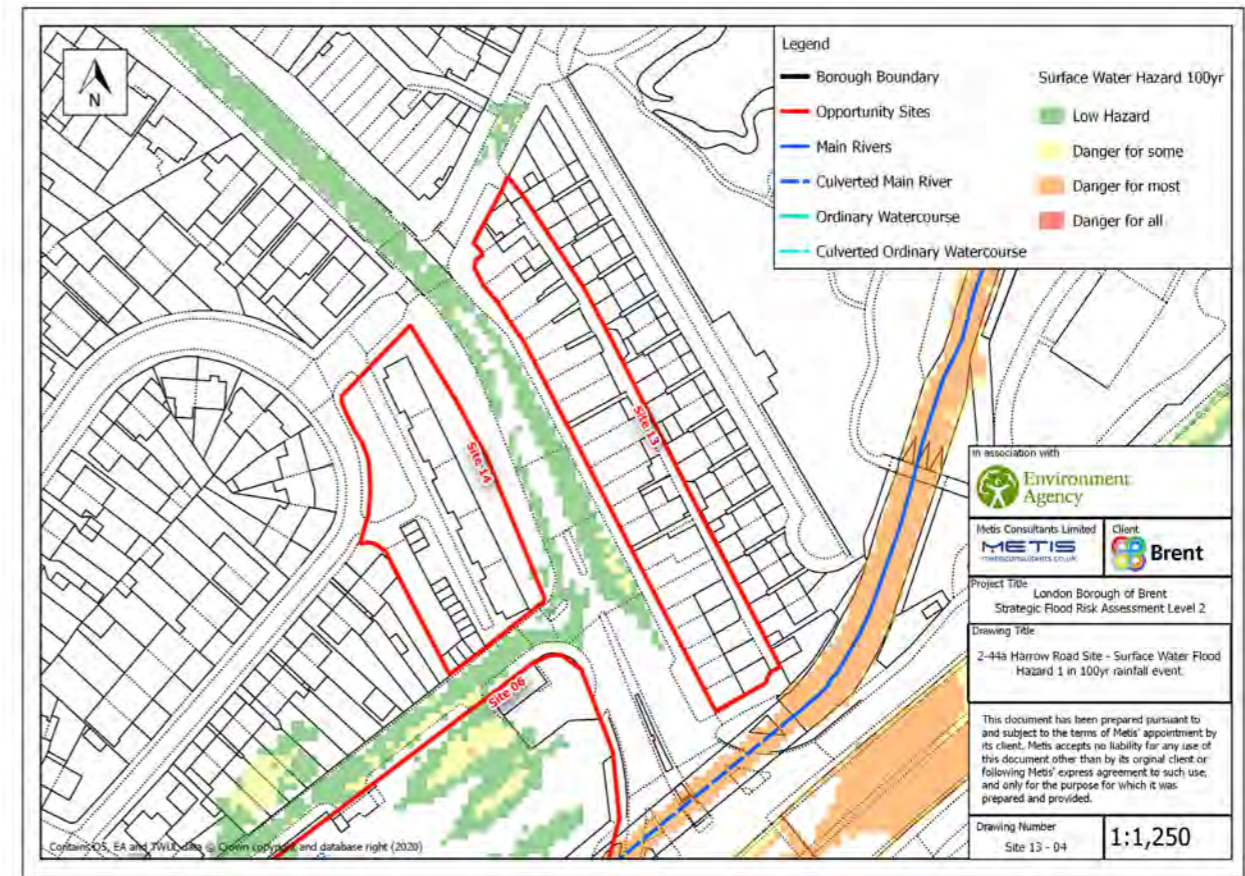 N
Legend
Borough Boundary
Opportunity Sites
Main Rivers
Culverted Main River
Ordinary Watercourse
Culverted Ordinary Watercourse
Surface Water Hazard 100yr
Low Hazard
Danger for some
Danger for most
Danger for all
Site 13
Site 14
Site 06
In association with
Environment
Agency
Metis Consultants Limited
METIS
metisconsultants.co.uk
Client
Brent
Project Title
London Borough of Brent
Strategic Flood Risk Assessment Level 2
Drawing Title
2-44a Harrow Road Site - Surface Water Flood
Hazard 1 in 100yr rainfall event
This document has been prepared pursuant to
and subject to the terms of Metis' appointment by
its client. Metis accepts no liability for any use of
this document other than by its orginal client or
following Metis' express agreement to such use,
and only for the purpose for which it was
prepared and provided.
Drawing Number
Site 13 - 04
1:1,250
Contains OS, EA and TWUL data © Crown copyright and database right (2020)